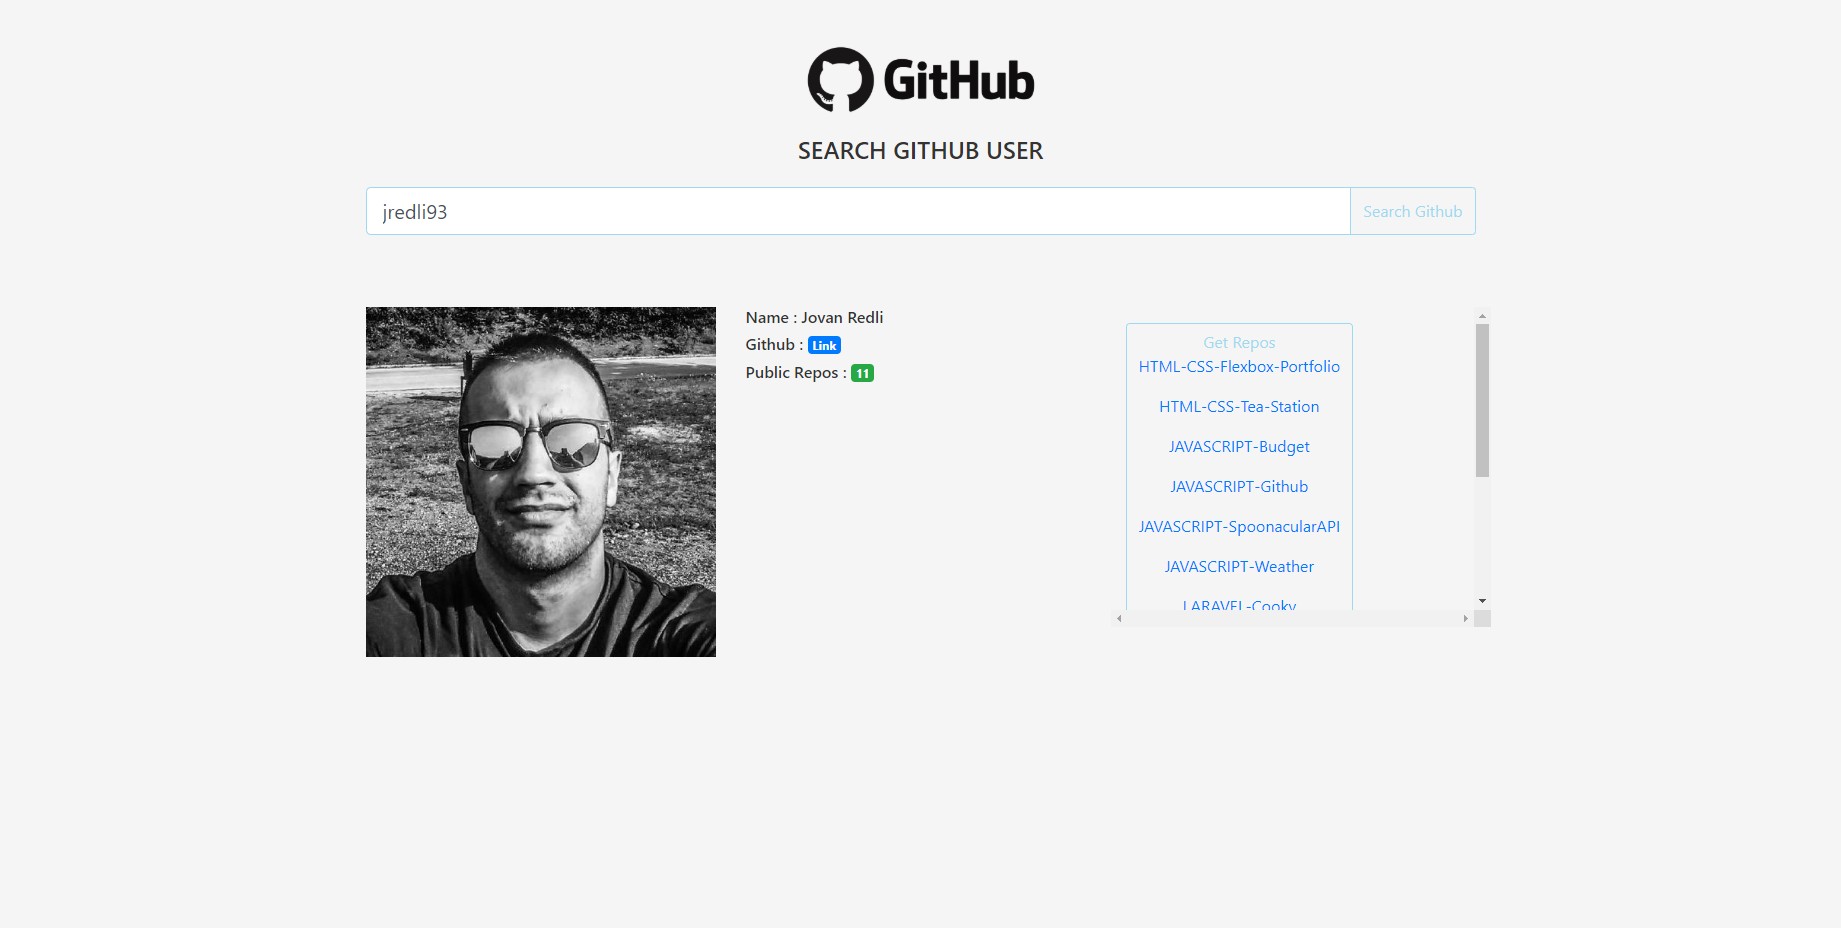 GitHub
SEARCH GITHUB USER
jredli93
Search Github
Name : Jovan Redli
Github : Link
Public Repos : 11
Get Repos
HTML-CSS-Flexbox-Portfolio
HTML-CSS-Tea-Station
JAVASCRIPT-Budget
JAVASCRIPT-Github
JAVASCRIPT-SpoonacularAPI
JAVASCRIPT-Weather
LARAVEL-Cooky